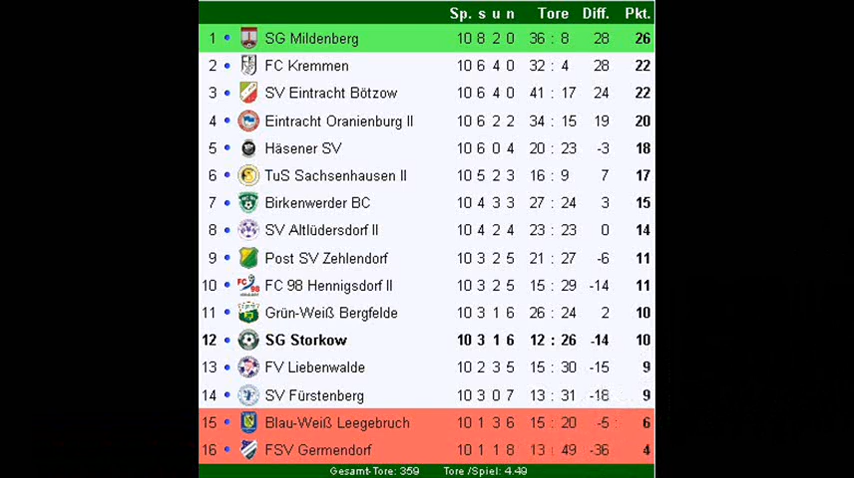 Sp. s u n Tore Diff. Pkt.
1 SG Mildenberg 10 8 2 0 36 : 8 28 26
2 FC Kremmen 10 6 4 0 32 : 4 28 22
3 SV Eintracht Bötzow 10 6 4 0 41 : 17 24 22
4 Eintracht Oranienburg II 10 6 2 2 34 : 15 19 20
5 Häsener SV 10 6 0 4 20 : 23 -3 18
6 TuS Sachsenhausen II 10 5 2 3 16 : 9 7 17
7 Birkenwerder BC 10 4 3 3 27 : 24 3 15
8 SV Altlüdersdorf II 10 4 2 4 23 : 23 0 14
9 Post SV Zehlendorf 10 3 2 5 21 : 27 -6 11
10 FC 98 Hennigsdorf II 10 3 2 5 15 : 29 -14 11
11 Grün-Weiß Bergfelde 10 3 1 6 26 : 24 2 10
12 SG Storkow 10 3 1 6 12 : 26 -14 10
13 FV Liebenwalde 10 2 3 5 15 : 30 -15 9
14 SV Fürstenberg 10 3 0 7 13 : 31 -18 9
15 Blau-Weiß Leegebruch 10 1 3 6 15 : 20 -5 6
16 FSV Germendorf 10 1 1 8 13 : 49 -36 4
Gesamt-Tore: 359 Tore /Spiel: 4.49